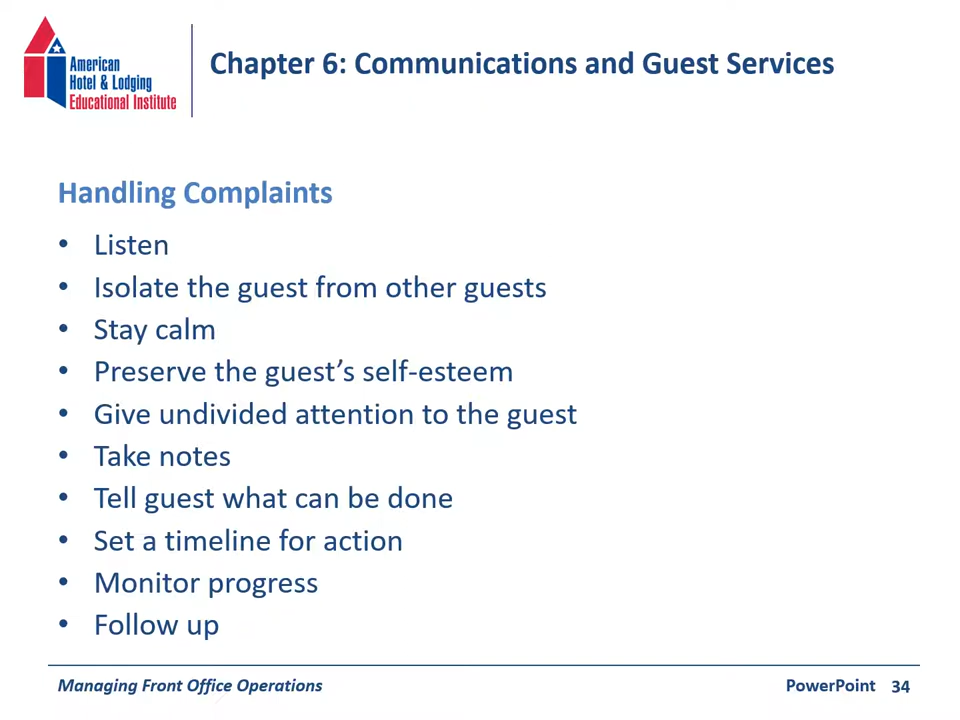 American
Hotel & Lodging
Educational Institute
Chapter 6: Communications and Guest Services
Handling Complaints
• Listen
• Isolate the guest from other guests
• Stay calm
• Preserve the guest’s self-esteem
• Give undivided attention to the guest
• Take notes
• Tell guest what can be done
• Set a timeline for action
• Monitor progress
• Follow up
Managing Front Office Operations PowerPoint 34